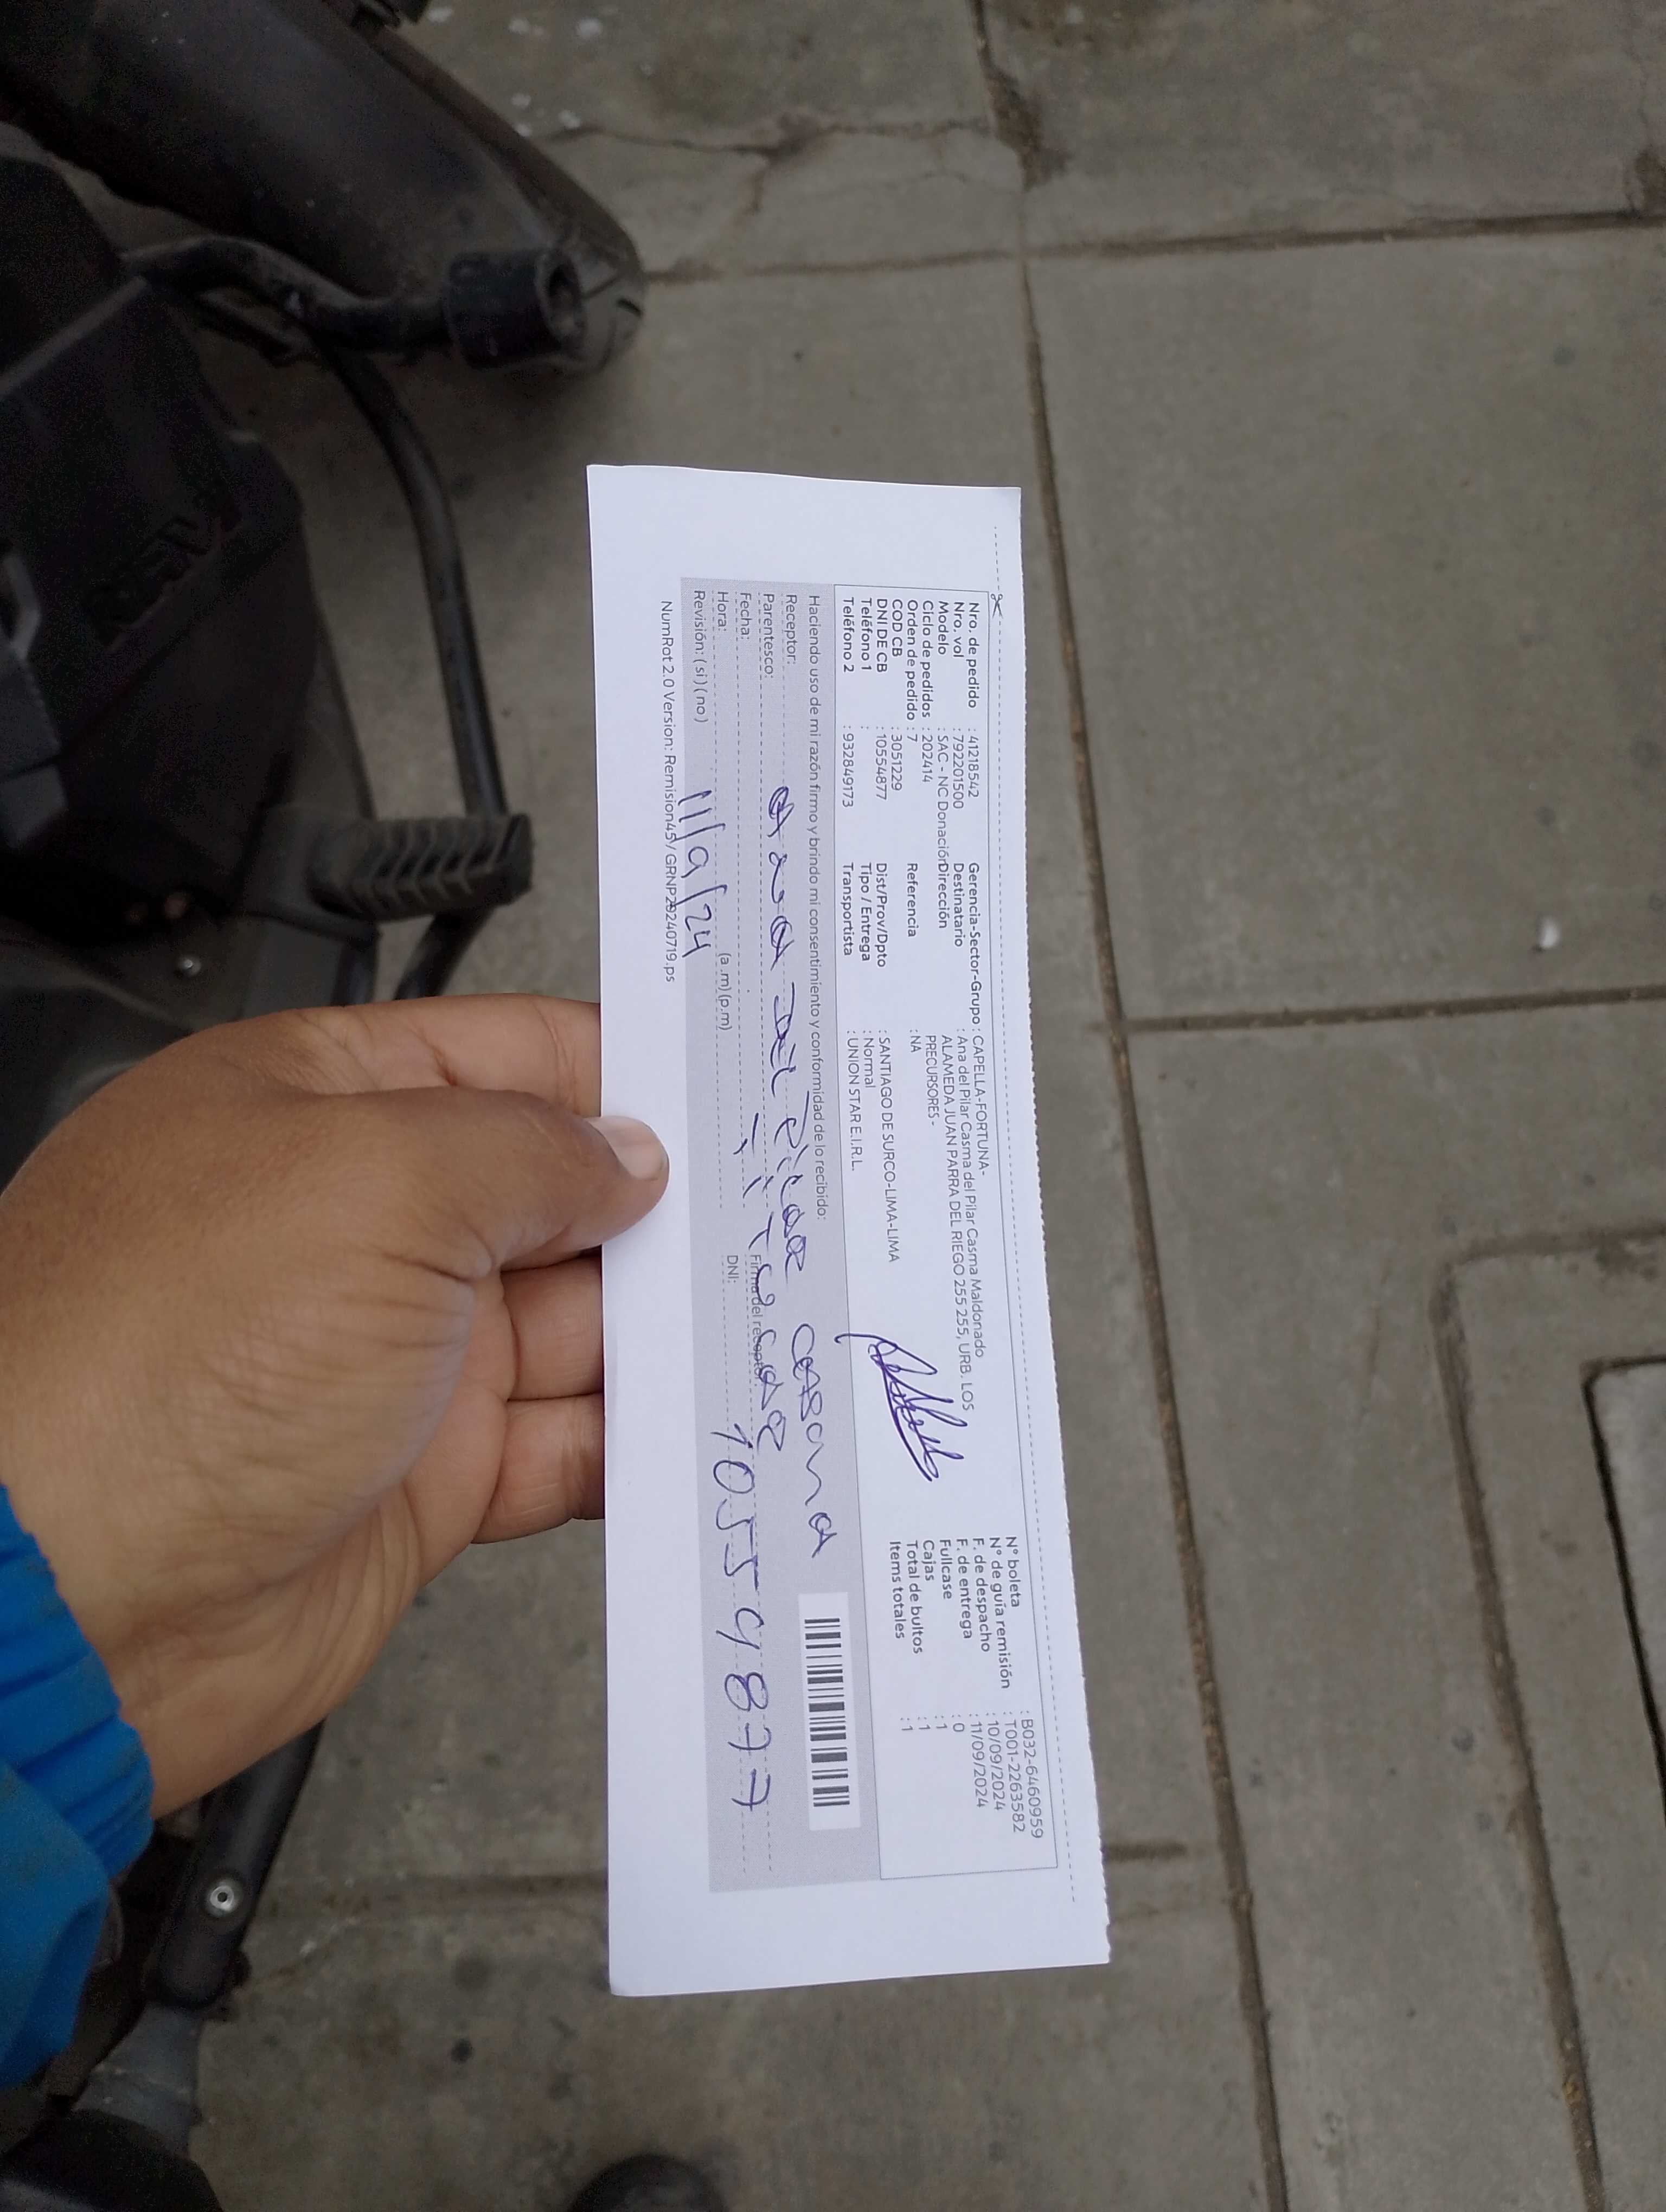 Nro. de pedido : 41218542
Nro. vol : 792201500
Modelo : SAC - NC Donación
Ciclo de pedidos : 202414
Orden de pedido : 7
COD CB : 3051229
DNI DE CB : 10554877
Teléfono 1 :
Teléfono 2 : 932849173
Gerencia-Sector-Grupo : CAPELLA-FORTUNA-
Destinatario : Ana del Pilar Casma del Pilar Casma Maldonado
Dirección ALAMEDA JUAN PARRA DEL RIEGO 255 255, URB. LOS
PRECURSORES -
Referencia : NA
Dist/Prov/Dpto : SANTIAGO DE SURCO-LIMA-LIMA
Tipo / Entrega : Normal
Transportista : UNION STAR E.I.R.L.
N° boleta : B032-6460959
N° de guía remisión : T001-2263582
F. de despacho : 10/09/2024
F. de entrega : 11/09/2024
Fullcase : 0
Cajas : 1
Total de bultos : 1
Items totales : 1
Haciendo uso de mi razón firmo y brindo mi consentimiento y conformidad de lo recibido:
Receptor: Ana del Pilar Casma
Parentesco: Titular
Fecha:
Firma del receptor:
Hora: (a.m) (p.m)
DNI: 10554877
Revisión: (si) (no)
11/9/24
NumRot 2.0 Version: Remision45/ GRNP20240719.ps